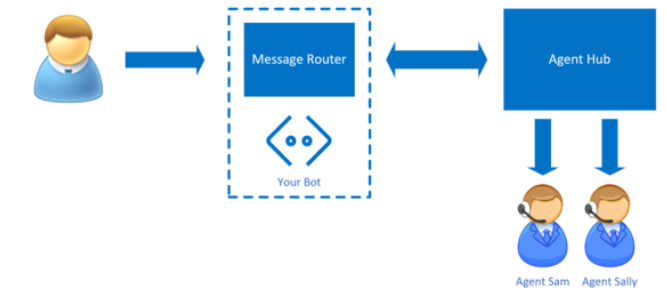 Message Router
Agent Hub
Your Bot
Agent Sam
Agent Sally